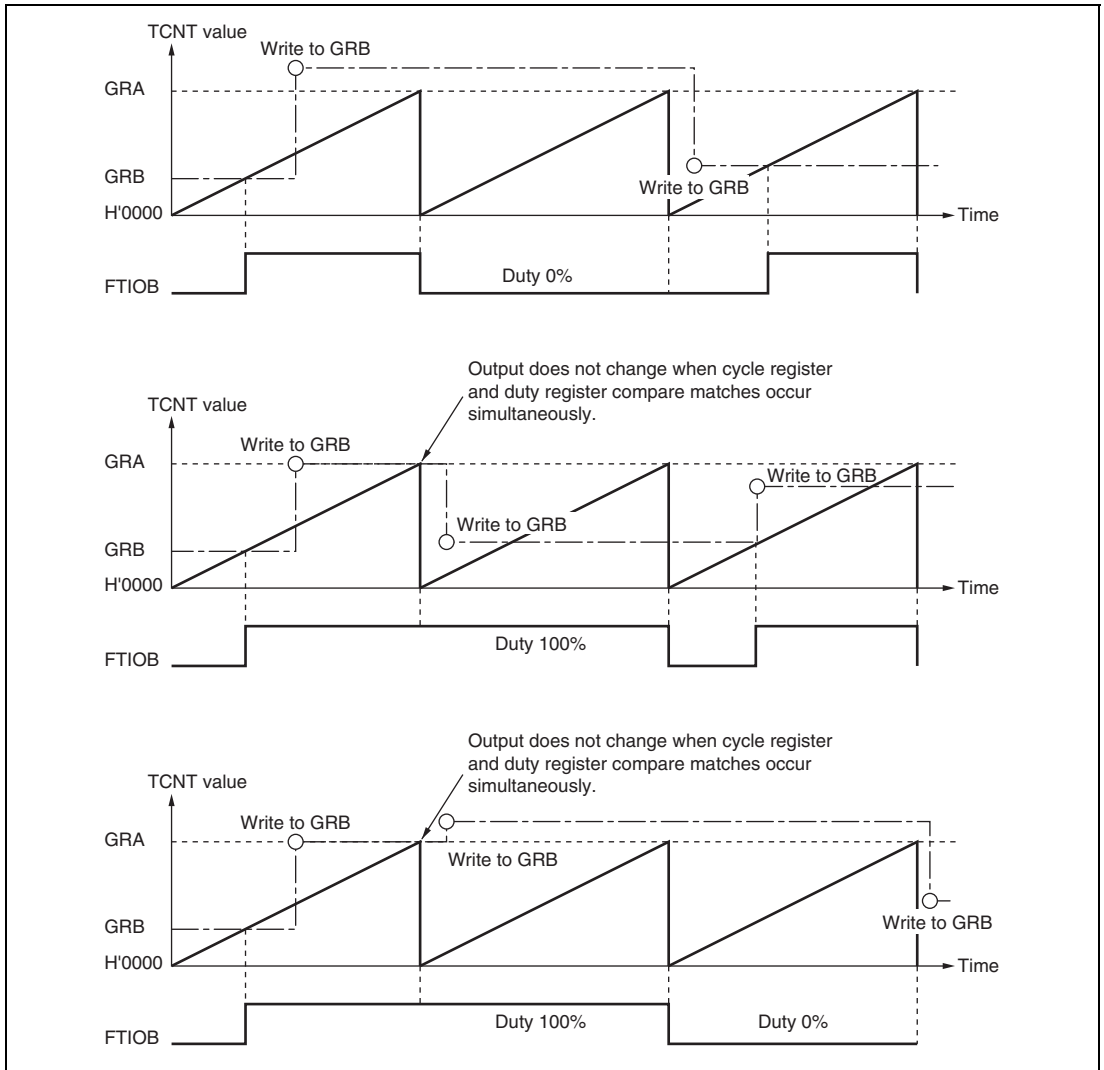 TCNT value
Write to GRB
GRA
GRB
Write to GRB
H'0000
Time
Duty 0%
FTIOB
Output does not change when cycle register
and duty register compare matches occur
simultaneously.
TCNT value
Write to GRB
GRA
Write to GRB
Write to GRB
GRB
H'0000
Time
Duty 100%
FTIOB
Output does not change when cycle register
and duty register compare matches occur
simultaneously.
TCNT value
Write to GRB
GRA
Write to GRB
GRB
Write to GRB
H'0000
Time
Duty 100%
Duty 0%
FTIOB